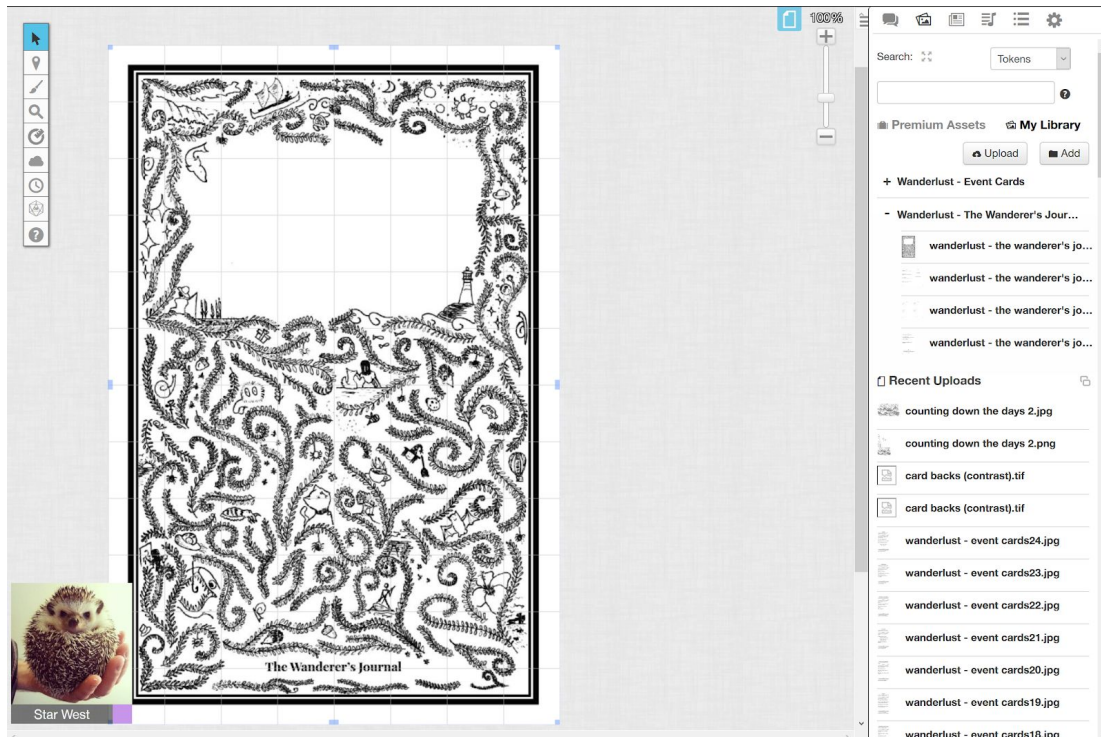 100%
Search:
Tokens
Premium Assets
My Library
Upload
Add
+ Wanderlust - Event Cards
- Wanderlust - The Wanderer's Jour...
wanderlust - the wanderer's jo...
wanderlust - the wanderer's jo...
wanderlust - the wanderer's jo...
wanderlust - the wanderer's jo...
Recent Uploads
counting down the days 2.jpg
counting down the days 2.png
card backs (contrast).tif
card backs (contrast).tif
wanderlust - event cards24.jpg
wanderlust - event cards23.jpg
wanderlust - event cards22.jpg
wanderlust - event cards21.jpg
wanderlust - event cards20.jpg
wanderlust - event cards19.jpg
wanderlust - event cards18.jpg
The Wanderer's Journal
Star West